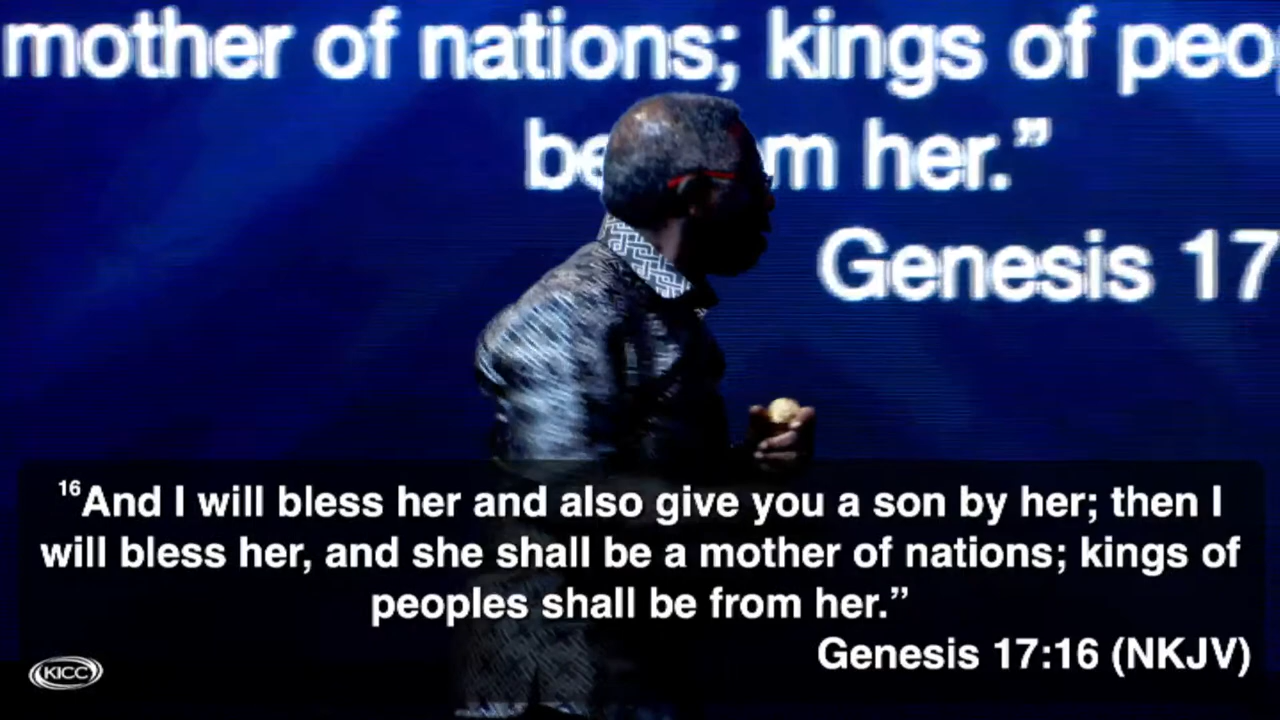 mother of nations; kings of
be her.”
Genesis 17
¹⁶And I will bless her and also give you a son by her; then I
will bless her, and she shall be a mother of nations; kings of
peoples shall be from her.”
Genesis 17:16 (NKJV)
KICC